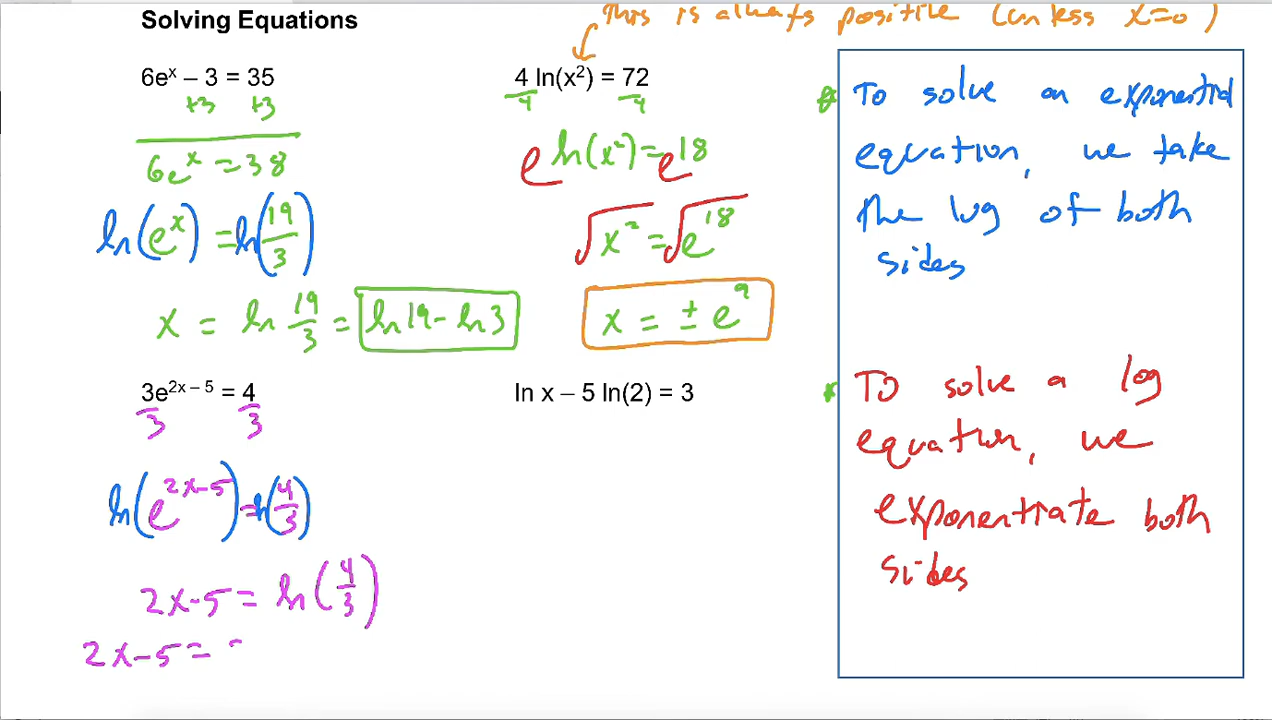 This is always positive (unless x=0)
Solving Equations
6eˣ – 3 = 35
+3 +3
6eˣ = 38
ln(eˣ) = ln(19/3)
x = ln 19/3 = ln19 – ln3
4 ln(x²) = 72
4 4
e^ln(x²) = e^18
√x² = √e^18
x = ± e⁹
3e^(2x – 5) = 4
3 3
ln(e^(2x-5)) = ln(4/3)
2x-5 = ln(4/3)
2x-5 =
ln x – 5 ln(2) = 3
To solve an exponential
equation, we take
the log of both
sides
To solve a log
equation, we
exponentiate both
sides